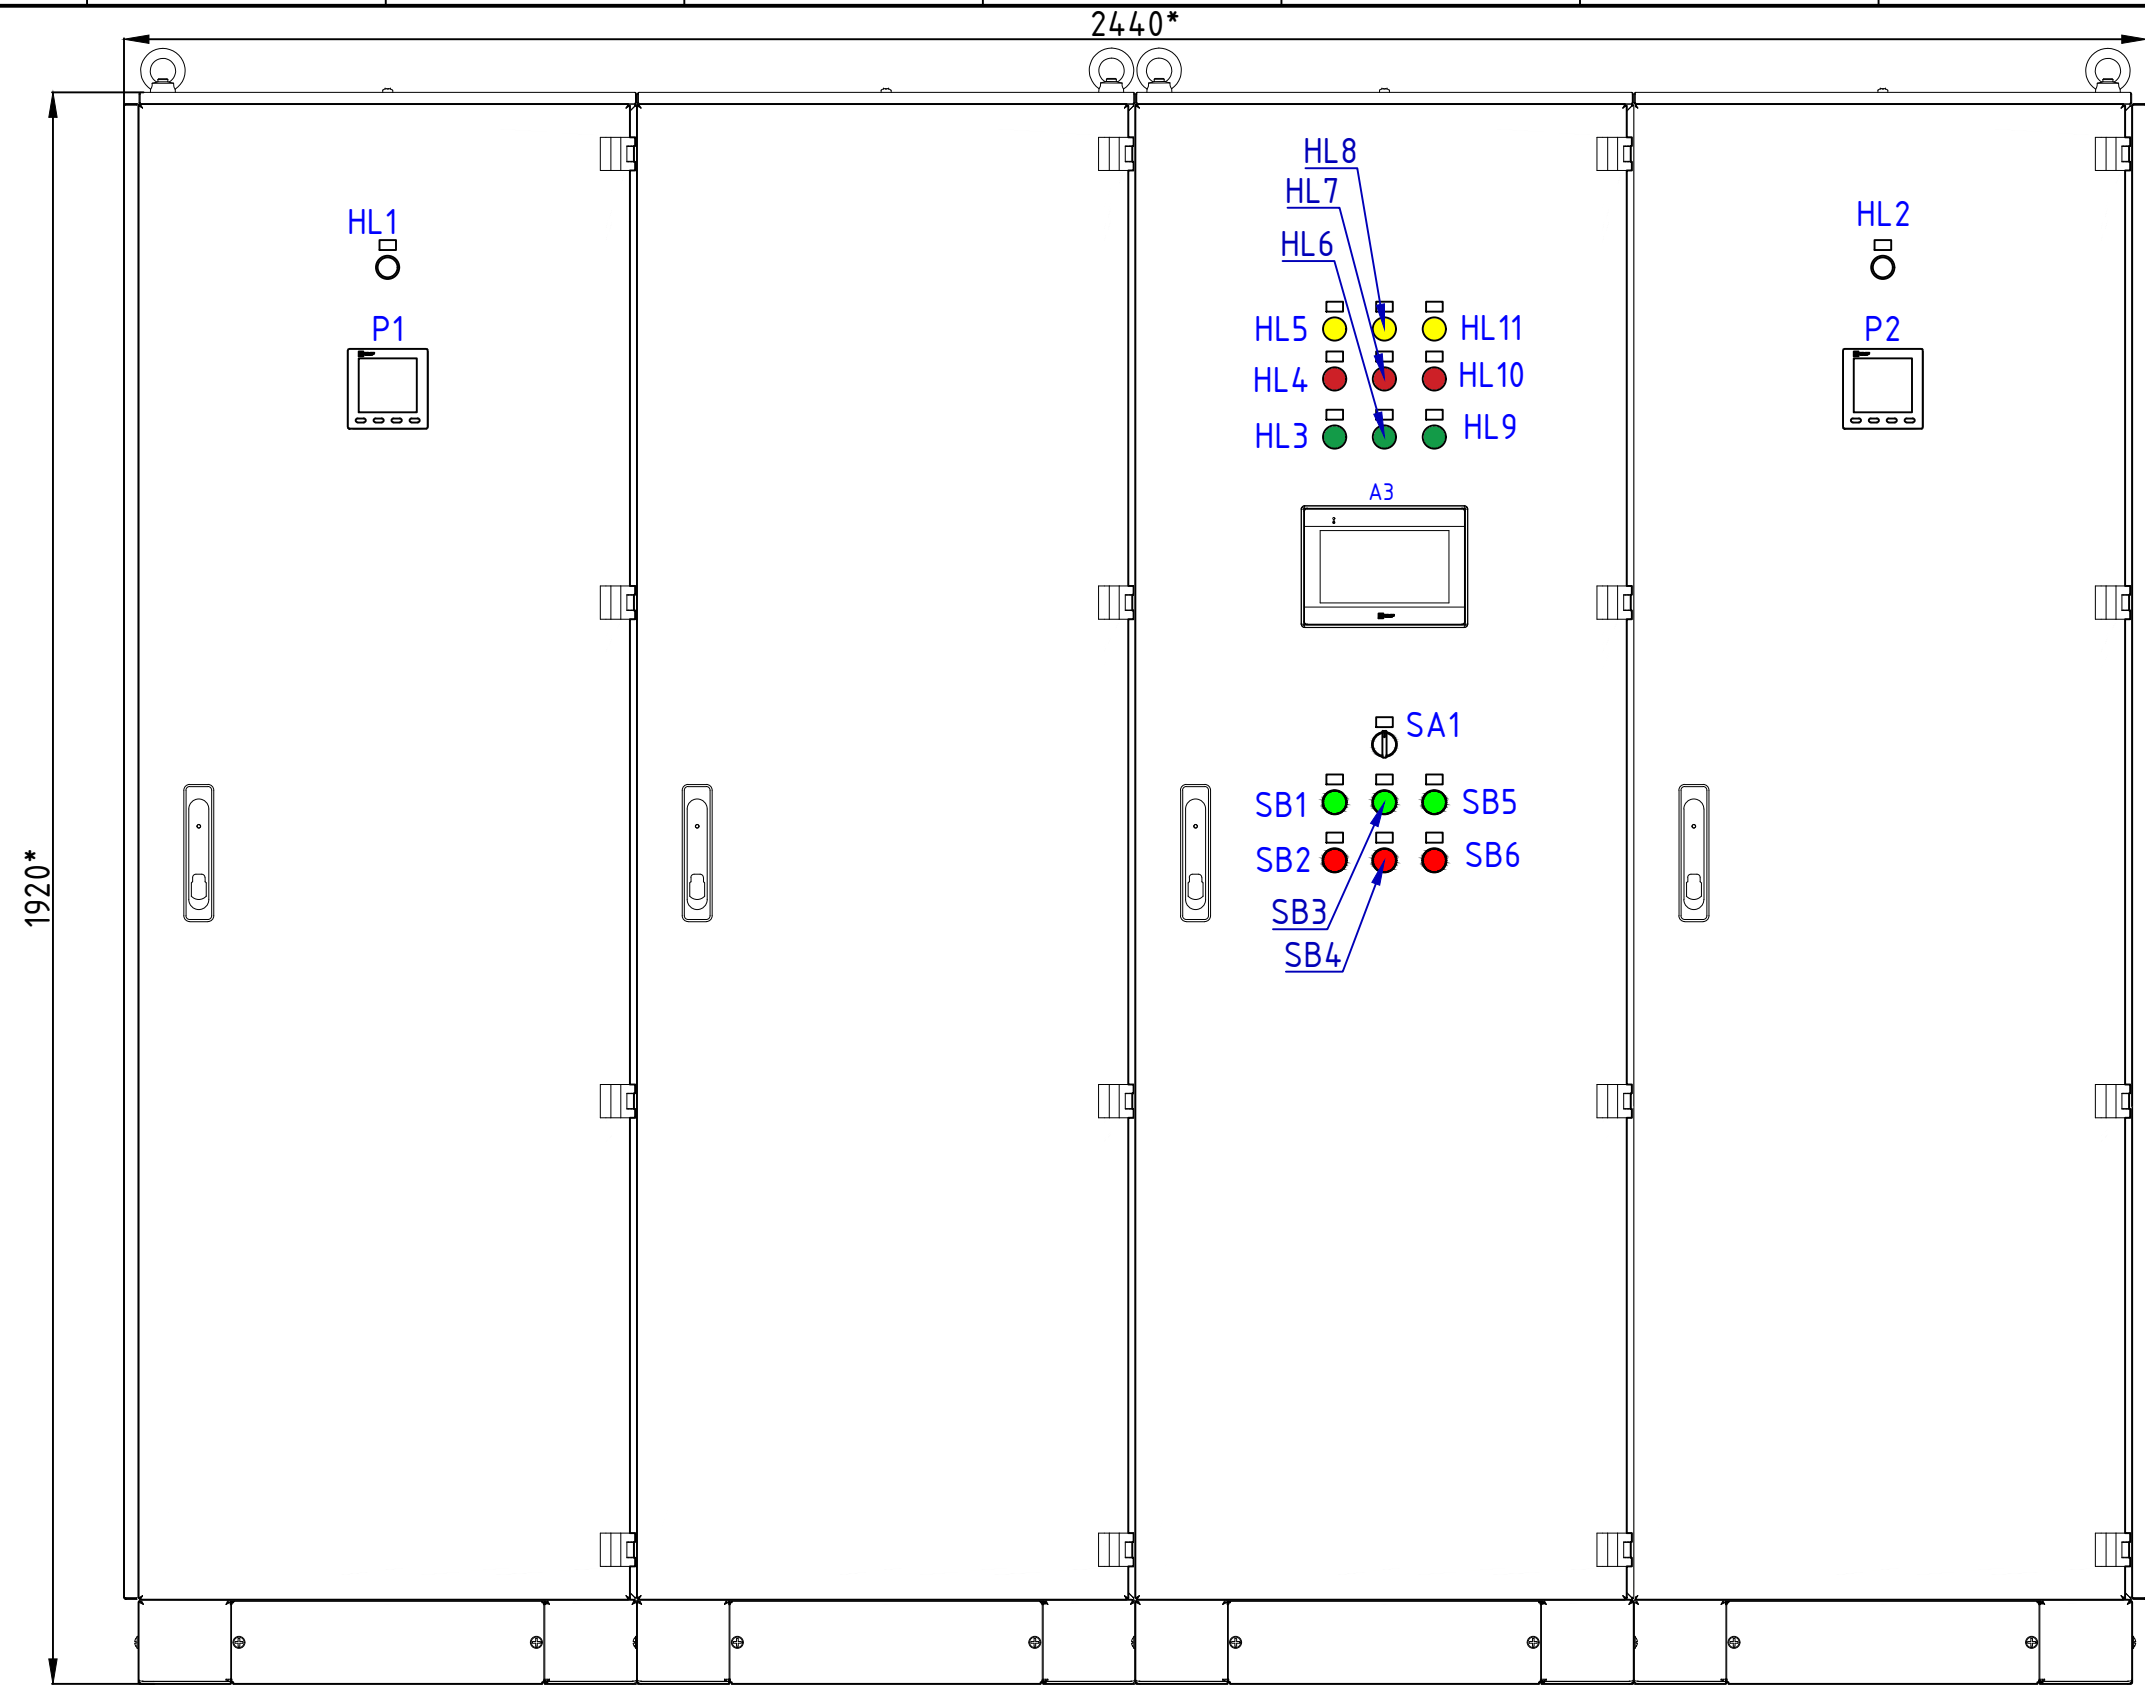 2440*
HL8
HL7
HL1
HL2
HL6
P1
HL5
HL11
P2
HL4
HL10
HL3
HL9
A3
SA1
SB1
SB5
SB2
SB6
1920*
SB3
SB4